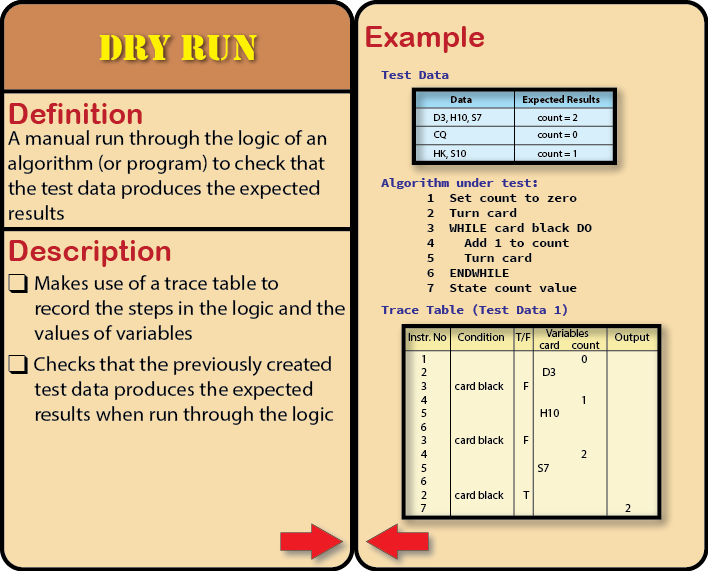 DRY RUN
Definition
A manual run through the logic of an
algorithm (or program) to check that
the test data produces the expected
results
Description
Makes use of a trace table to
record the steps in the logic and the
values of variables
Checks that the previously created
test data produces the expected
results when run through the logic
Example
Test Data
Data Expected Results
D3, H10, S7 count = 2
CQ count = 0
HK, S10 count = 1
Algorithm under test:
1 Set count to zero
2 Turn card
3 WHILE card black DO
4 Add 1 to count
5 Turn card
6 ENDWHILE
7 State count value
Trace Table (Test Data 1)
Instr. No Condition T/F Variables Output
card count
1 0
2 D3
3 card black F
4 1
5 H10
6
3 card black F
4 2
5 S7
6
2 card black T
7 2